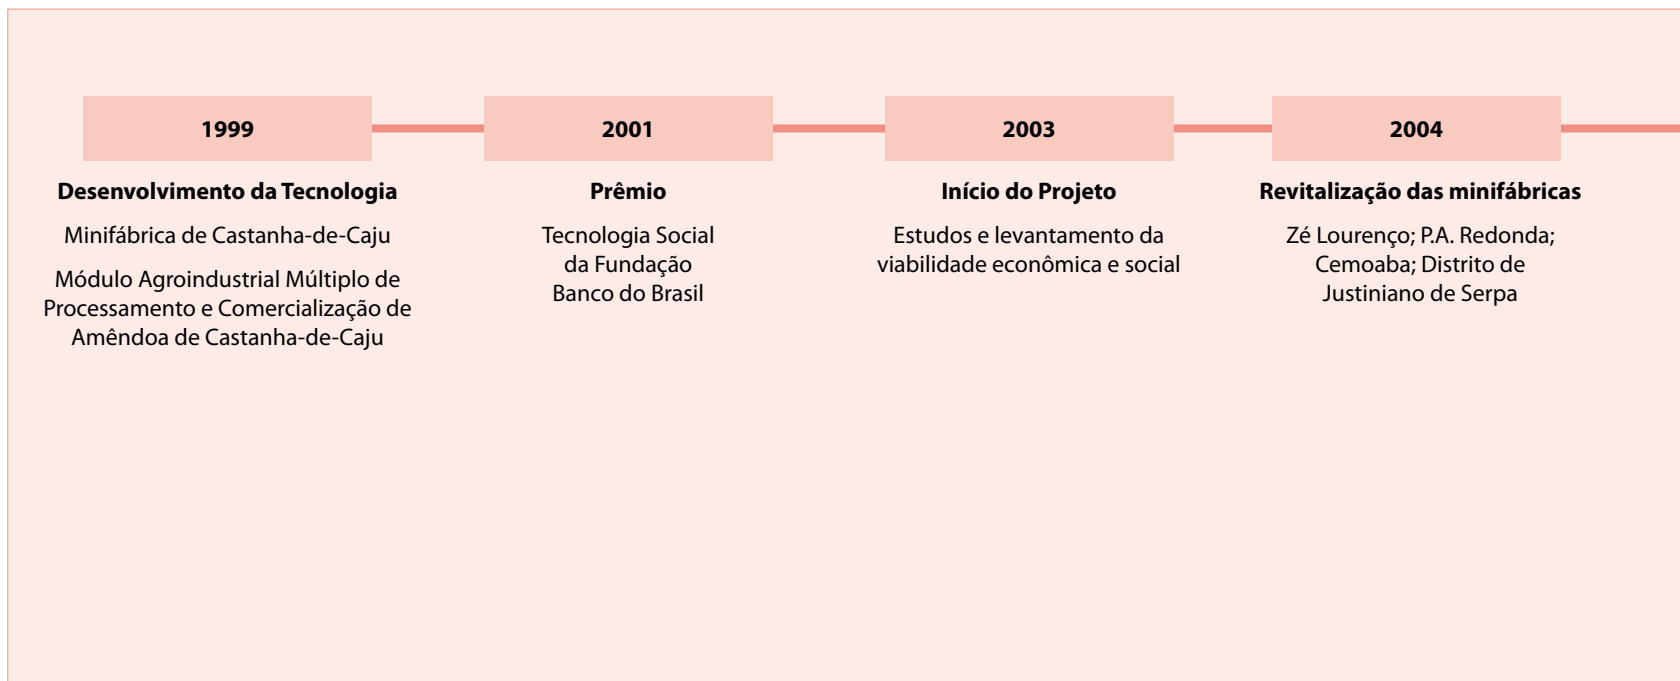 1999
Desenvolvimento da Tecnologia
Minifábrica de Castanha-de-Caju
Módulo Agroindustrial Múltiplo de
Processamento e Comercialização de
Amêndoa de Castanha-de-Caju
2001
Prêmio
Tecnologia Social
da Fundação
Banco do Brasil
2003
Início do Projeto
Estudos e levantamento da
viabilidade econômica e social
2004
Revitalização das minifábricas
Zé Lourenço; P.A. Redonda;
Cemoaba; Distrito de
Justiniano de Serpa